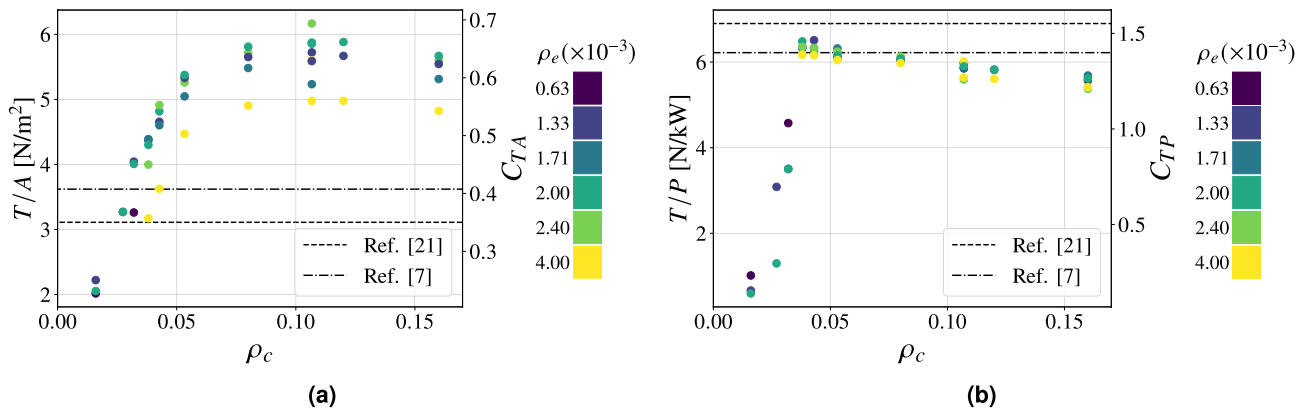 T/A [N/m²]
6
5
4
3
2
0.00
0.05
0.10
0.15
ρ_c
C_TA
0.7
0.6
0.5
0.4
0.3
Ref. [21]
Ref. [7]
ρ_e(×10⁻³)
0.63
1.33
1.71
2.00
2.40
4.00
(a)
T/P [N/kW]
6
4
2
0.00
0.05
0.10
0.15
ρ_c
C_TP
1.5
1.0
0.5
Ref. [21]
Ref. [7]
ρ_e(×10⁻³)
0.63
1.33
1.71
2.00
2.40
4.00
(b)